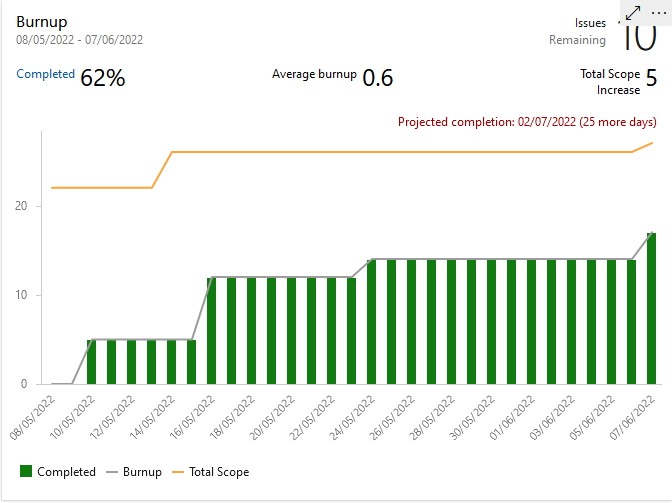 Burnup
08/05/2022 - 07/06/2022
Issues
Remaining
10
Completed 62%
Average burnup 0.6
Total Scope
Increase 5
Projected completion: 02/07/2022 (25 more days)
20
10
0
08/05/2022
10/05/2022
12/05/2022
14/05/2022
16/05/2022
18/05/2022
20/05/2022
22/05/2022
24/05/2022
26/05/2022
28/05/2022
30/05/2022
01/06/2022
03/06/2022
05/06/2022
07/06/2022
Completed Burnup Total Scope